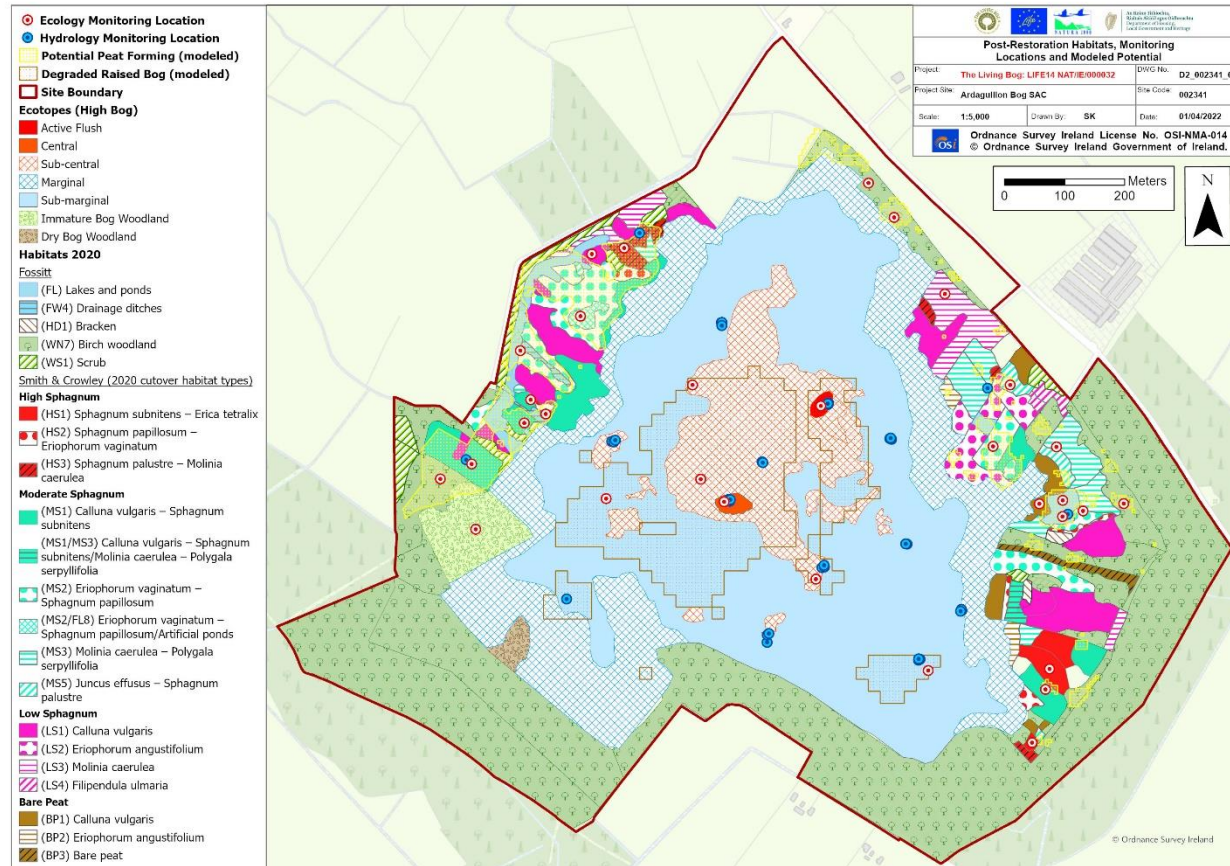 Ecology Monitoring Location
Hydrology Monitoring Location
Potential Peat Forming (modeled)
Degraded Raised Bog (modeled)
Site Boundary
Ecotopes (High Bog)
Active Flush
Central
Sub-central
Marginal
Sub-marginal
Immature Bog Woodland
Dry Bog Woodland
Habitats 2020
Fossitt
(FL) Lakes and ponds
(FW4) Drainage ditches
(HD1) Bracken
(WN7) Birch woodland
(WS1) Scrub
Smith & Crowley (2020 cutover habitat types)
High Sphagnum
(HS1) Sphagnum subnitens – Erica tetralix
(HS2) Sphagnum papillosum –
Eriophorum vaginatum
(HS3) Sphagnum palustre – Molinia
caerulea
Moderate Sphagnum
(MS1) Calluna vulgaris – Sphagnum
subnitens
(MS1/MS3) Calluna vulgaris – Sphagnum
subnitens/Molinia caerulea – Polygala
serpyllifolia
(MS2) Eriophorum vaginatum –
Sphagnum papillosum
(MS2/FL8) Eriophorum vaginatum –
Sphagnum papillosum/Artificial ponds
(MS3) Molinia caerulea – Polygala
serpyllifolia
(MS5) Juncus effusus – Sphagnum
palustre
Low Sphagnum
(LS1) Calluna vulgaris
(LS2) Eriophorum angustifolium
(LS3) Molinia caerulea
(LS4) Filipendula ulmaria
Bare Peat
(BP1) Calluna vulgaris
(BP2) Eriophorum angustifolium
(BP3) Bare peat
NATURA 2000
Department of Housing,
Local Government and Heritage
Post-Restoration Habitats, Monitoring
Locations and Modeled Potential
Project: The Living Bog: LIFE14 NAT/IE/000032 DWG No. D2_002341_
Project Site: Ardagullion Bog SAC Site Code: 002341
Scale: 1:5,000 Drawn By: SK Date: 01/04/2022
OSi Ordnance Survey Ireland License No. OSI-NMA-014
© Ordnance Survey Ireland Government of Ireland.
Meters
0 100 200
N
© Ordnance Survey Ireland